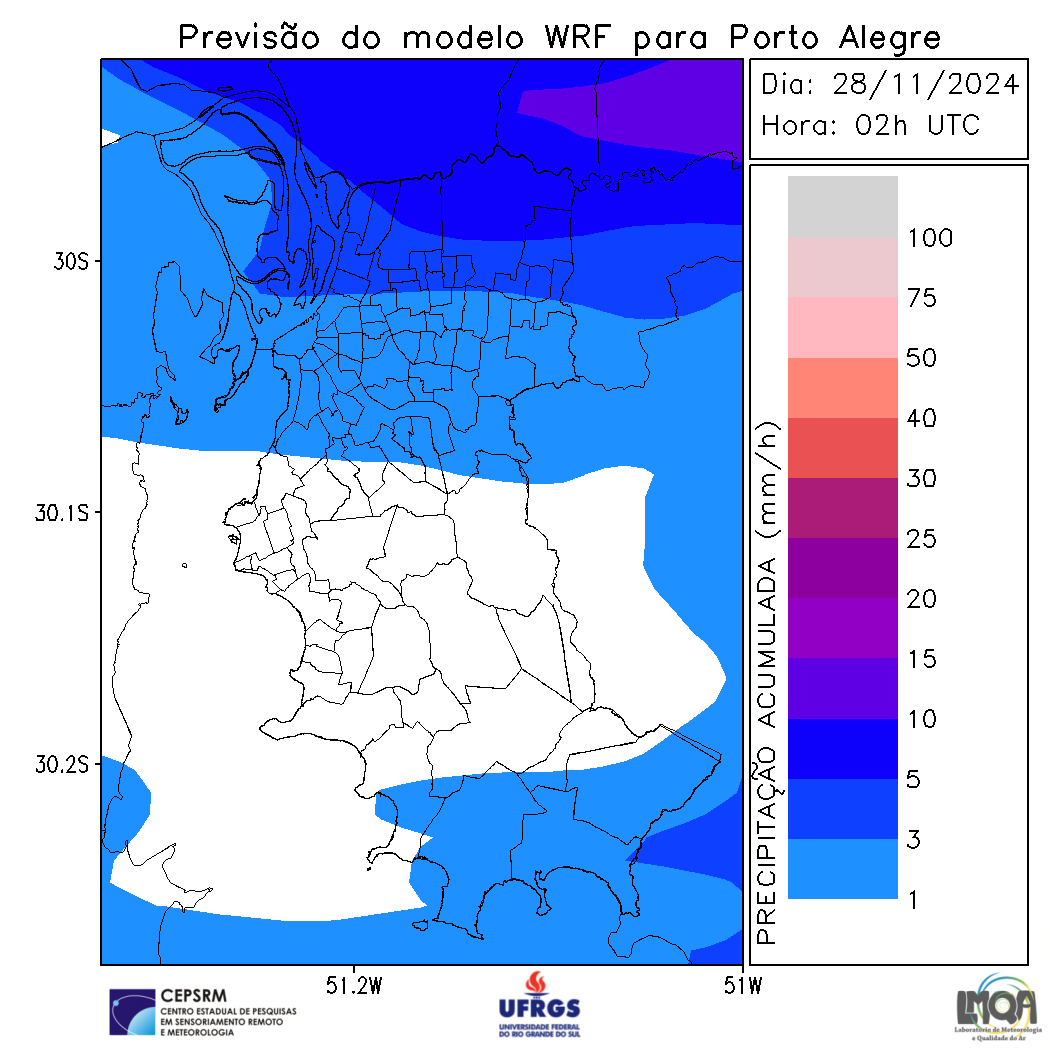 Previsão do modelo WRF para Porto Alegre
Dia: 28/11/2024
Hora: 02h UTC
30S
30.1S
30.2S
51.2W
51W
PRECIPITAÇÃO ACUMULADA (mm/h)
100
75
50
40
30
25
20
15
10
5
3
1
CEPSRM
CENTRO ESTADUAL DE PESQUISAS
EM SENSORIAMENTO REMOTO
E METEOROLOGIA
UFRGS
UNIVERSIDADE FEDERAL
DO RIO GRANDE DO SUL
LMQA
Laboratório de Meteorologia
e Qualidade do Ar